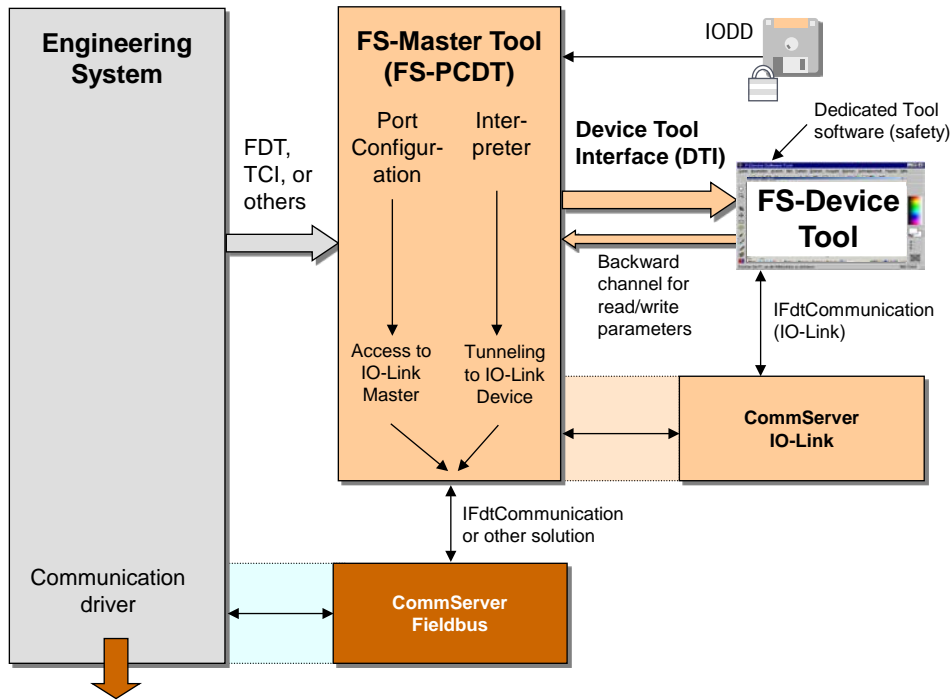 Engineering
System
FS-Master Tool
(FS-PCDT)
IODD
Port
Configur-
ation
Inter-
preter
FDT,
TCI, or
others
Device Tool
Interface (DTI)
Dedicated Tool
software (safety)
FS-Device
Tool
Backward
channel for
read/write
parameters
IFdtCommunication
(IO-Link)
Access to
IO-Link
Master
Tunneling
to IO-Link
Device
CommServer
IO-Link
IFdtCommunication
or other solution
Communication
driver
CommServer
Fieldbus